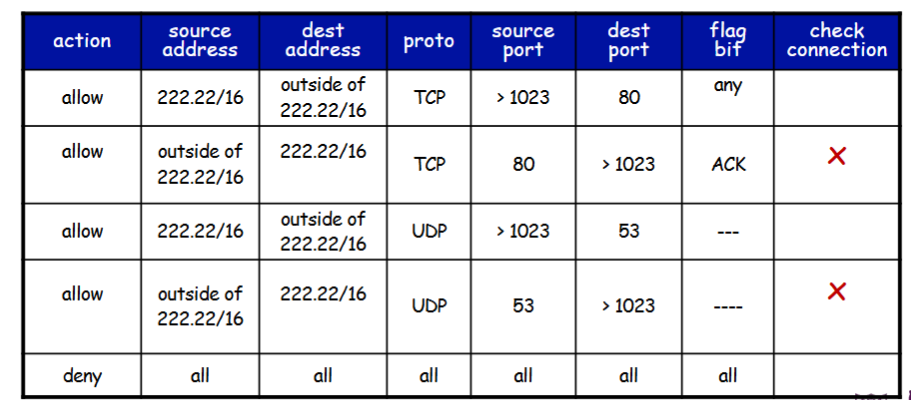 action source address dest address proto source port dest port flag bit check connection
allow 222.22/16 outside of 222.22/16 TCP > 1023 80 any
allow outside of 222.22/16 222.22/16 TCP 80 > 1023 ACK X
allow 222.22/16 outside of 222.22/16 UDP > 1023 53 ---
allow outside of 222.22/16 222.22/16 UDP 53 > 1023 ---- X
deny all all all all all all